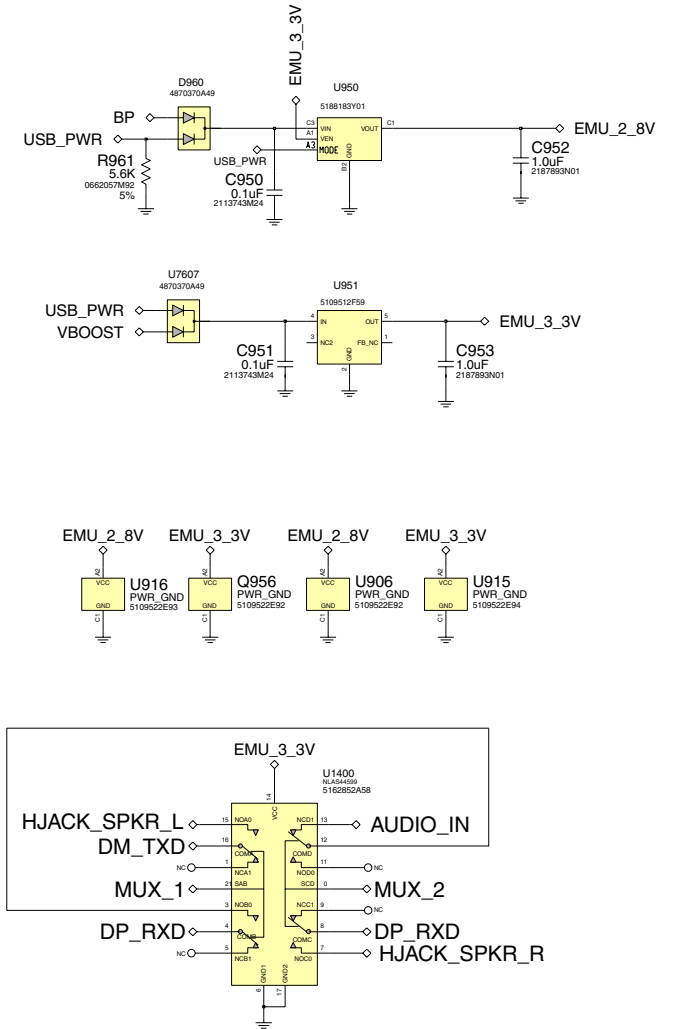 EMU_3_3V
D960
4870370A49
U950
5188183Y01
BP
USB_PWR
C3 VIN
A1 VEN
A3 MODE
VOUT C1
GND
B2
EMU_2_8V
R961
5.6K
0662057M92
5%
USB_PWR
C950
0.1uF
2113743M24
C952
1.0uF
2187893N01
U7607
4870370A49
U951
5109512F59
USB_PWR
VBOOST
4 IN
3 NC2
OUT 5
FB_NC 1
GND
2
EMU_3_3V
C951
0.1uF
2113743M24
C953
1.0uF
2187893N01
EMU_2_8V EMU_3_3V EMU_2_8V EMU_3_3V
A2 A2 A2 A2
VCC VCC VCC VCC
GND GND GND GND
C1 C1 C1 C1
U916
PWR_GND
5109522E93
Q956
PWR_GND
5109522E92
U906
PWR_GND
5109522E92
U915
PWR_GND
5109522E94
EMU_3_3V
U1400
NLAS44599
5162852A58
14
VCC
HJACK_SPKR_L 15 NOA0 NCD1 13 AUDIO_IN
DM_TXD 16 COMA COMD 12
NC 1 NCA1 NOD0 11 NC
MUX_1 21 SAB SCD 0 MUX_2
3 NOB0 NCC1 9 NC
DP_RXD 4 COMB COMC 8 DP_RXD
NC 5 NCB1 NOC0 7 HJACK_SPKR_R
GND1 GND2
6 17